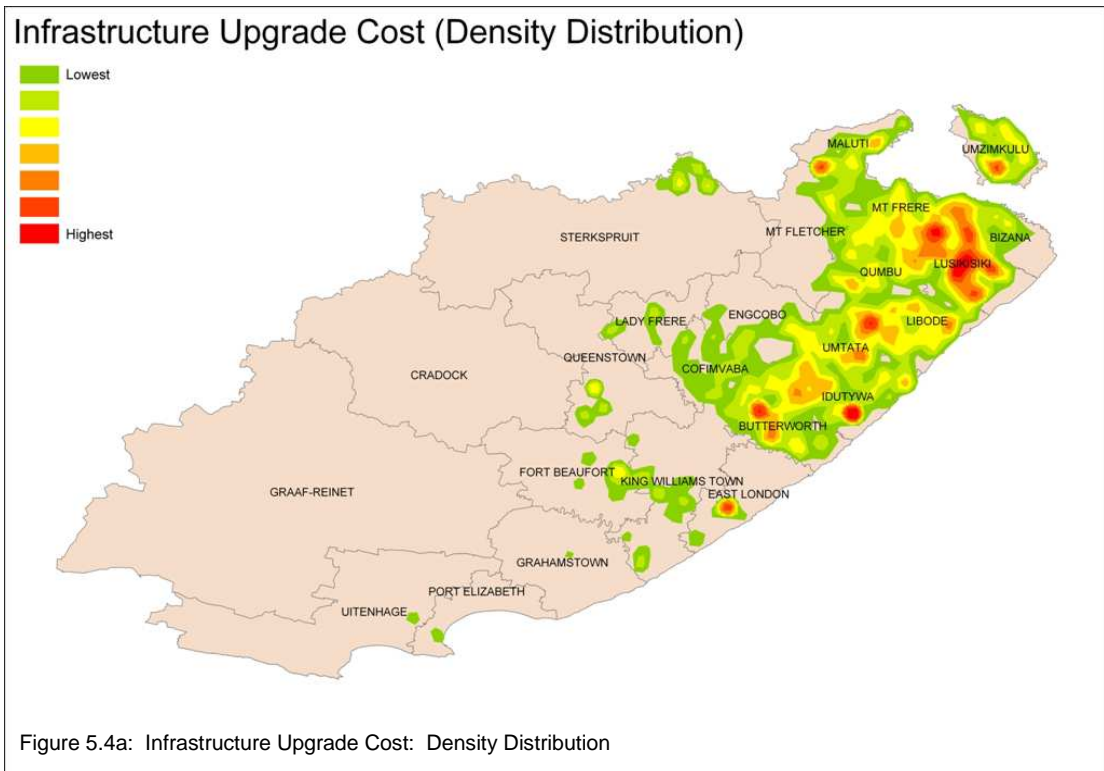 Infrastructure Upgrade Cost (Density Distribution)
Lowest
Highest
MALUTI
UMZIMKULU
MT FRERE
MT FLETCHER
STERKSPRUIT
BIZANA
LUSIKISIKI
QUMBU
ENGCOBO
LADY FRERE
LIBODE
UMTATA
QUEENSTOWN
COFIMVABA
CRADOCK
IDUTYWA
BUTTERWORTH
FORT BEAUFORT
KING WILLIAMS TOWN
GRAAF-REINET
EAST LONDON
GRAHAMSTOWN
PORT ELIZABETH
UITENHAGE
Figure 5.4a: Infrastructure Upgrade Cost: Density Distribution